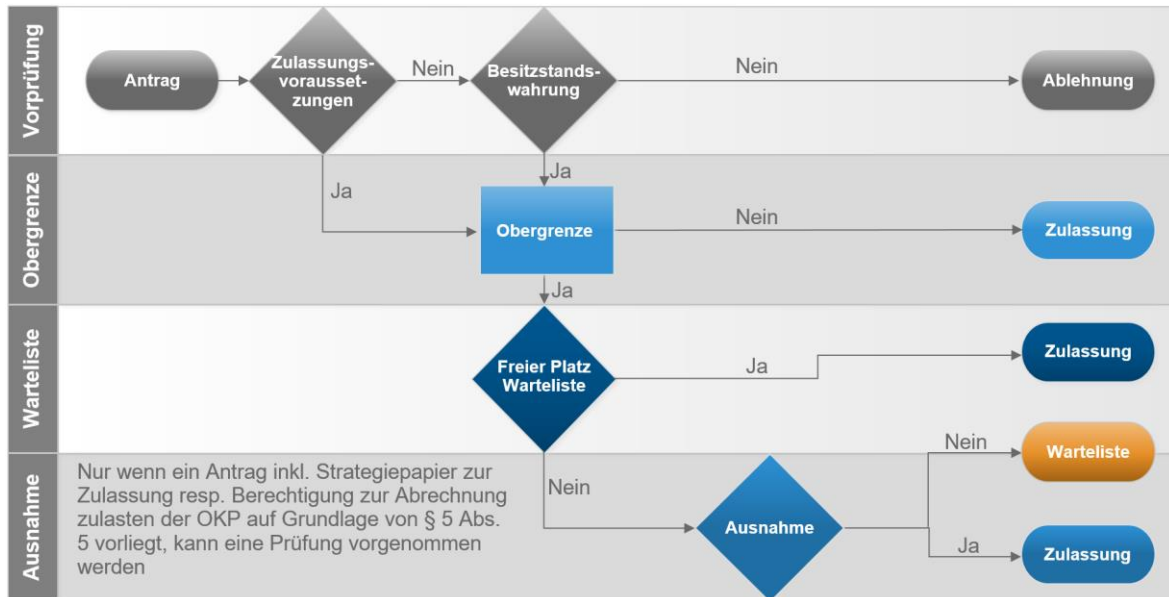 Vorprüfung
Antrag
Zulassungs-
vorausset-
zungen
Nein
Besitzstands-
wahrung
Nein
Ablehnung
Ja
Ja
Obergrenze
Obergrenze
Nein
Zulassung
Ja
Warteliste
Freier Platz
Warteliste
Ja
Zulassung
Nein
Warteliste
Ausnahme
Nur wenn ein Antrag inkl. Strategiepapier zur
Zulassung resp. Berechtigung zur Abrechnung
zulasten der OKP auf Grundlage von § 5 Abs.
5 vorliegt, kann eine Prüfung vorgenommen
werden
Nein
Ausnahme
Ja
Zulassung